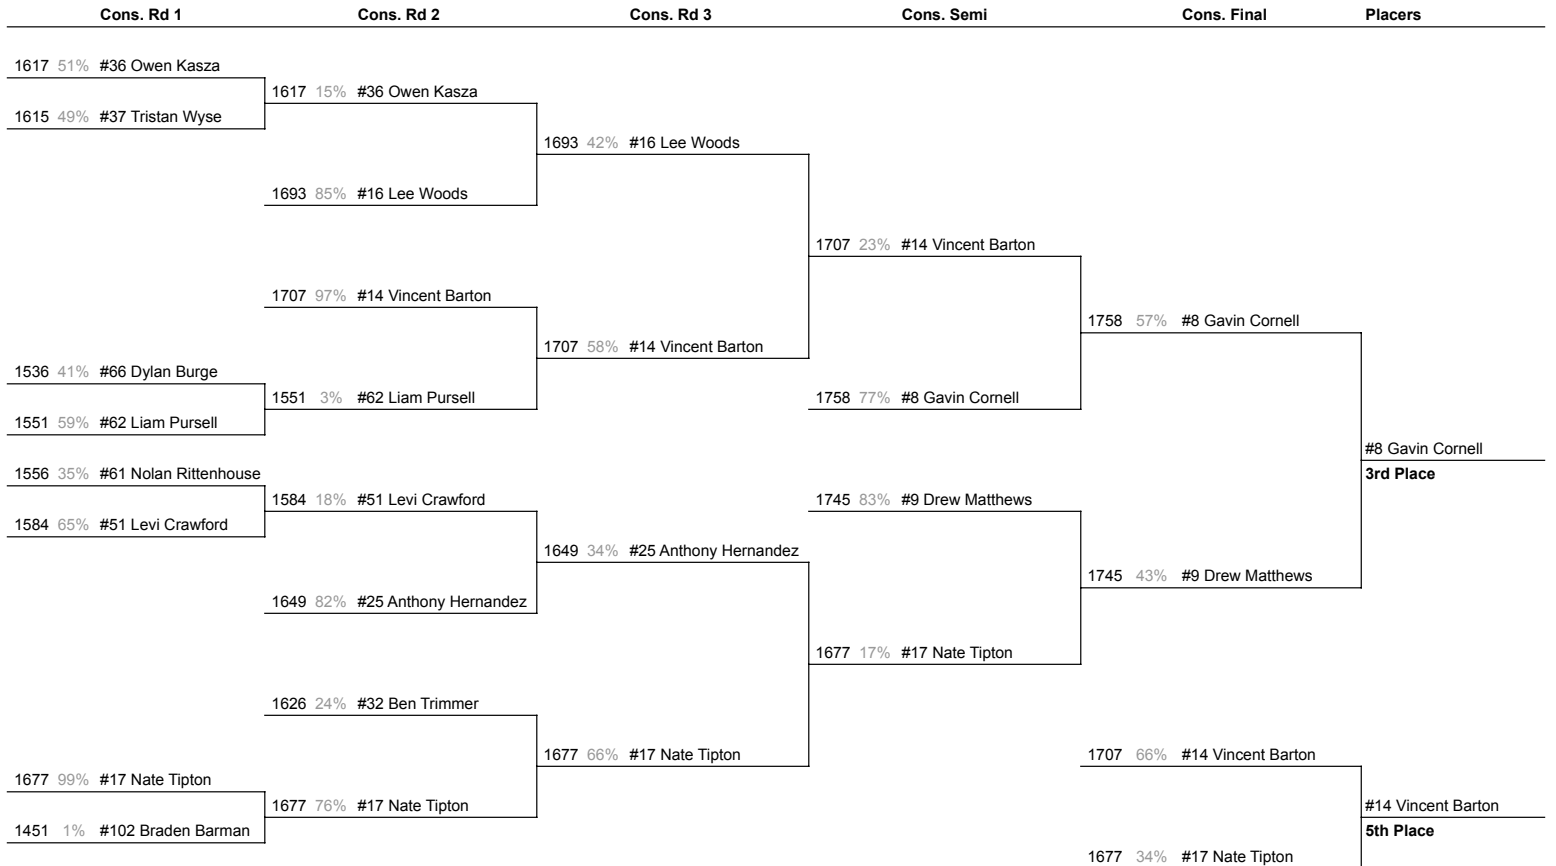 Cons. Rd 1 Cons. Rd 2 Cons. Rd 3 Cons. Semi Cons. Final Placers
1617 51% #36 Owen Kasza
1617 15% #36 Owen Kasza
1615 49% #37 Tristan Wyse
1693 42% #16 Lee Woods
1693 85% #16 Lee Woods
1707 23% #14 Vincent Barton
1707 97% #14 Vincent Barton
1758 57% #8 Gavin Cornell
1707 58% #14 Vincent Barton
1536 41% #66 Dylan Burge
1551 3% #62 Liam Pursell
1758 77% #8 Gavin Cornell
1551 59% #62 Liam Pursell
#8 Gavin Cornell
3rd Place
1556 35% #61 Nolan Rittenhouse
1584 18% #51 Levi Crawford
1745 83% #9 Drew Matthews
1584 65% #51 Levi Crawford
1649 34% #25 Anthony Hernandez
1745 43% #9 Drew Matthews
1649 82% #25 Anthony Hernandez
1677 17% #17 Nate Tipton
1626 24% #32 Ben Trimmer
1677 66% #17 Nate Tipton
1707 66% #14 Vincent Barton
1677 99% #17 Nate Tipton
1677 76% #17 Nate Tipton
#14 Vincent Barton
5th Place
1451 1% #102 Braden Barman
1677 34% #17 Nate Tipton